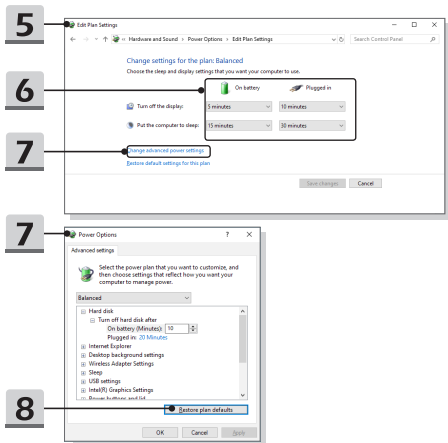 5
Edit Plan Settings
« Hardware and Sound › Power Options › Edit Plan Settings
Search Control Panel
Change settings for the plan: Balanced
Choose the sleep and display settings that you want your computer to use.
6
On battery
Plugged in
Turn off the display:
5 minutes
10 minutes
Put the computer to sleep:
15 minutes
30 minutes
7
Change advanced power settings
Restore default settings for this plan
Save changes
Cancel
7
Power Options
?
Advanced settings
Select the power plan that you want to customize, and
then choose settings that reflect how you want your
computer to manage power.
Balanced
Hard disk
Turn off hard disk after
On battery (Minutes): 10
Plugged in: 20 Minutes
Internet Explorer
Desktop background settings
Wireless Adapter Settings
Sleep
USB settings
Intel(R) Graphics Settings
Power buttons and lid
8
Restore plan defaults
OK
Cancel
Apply